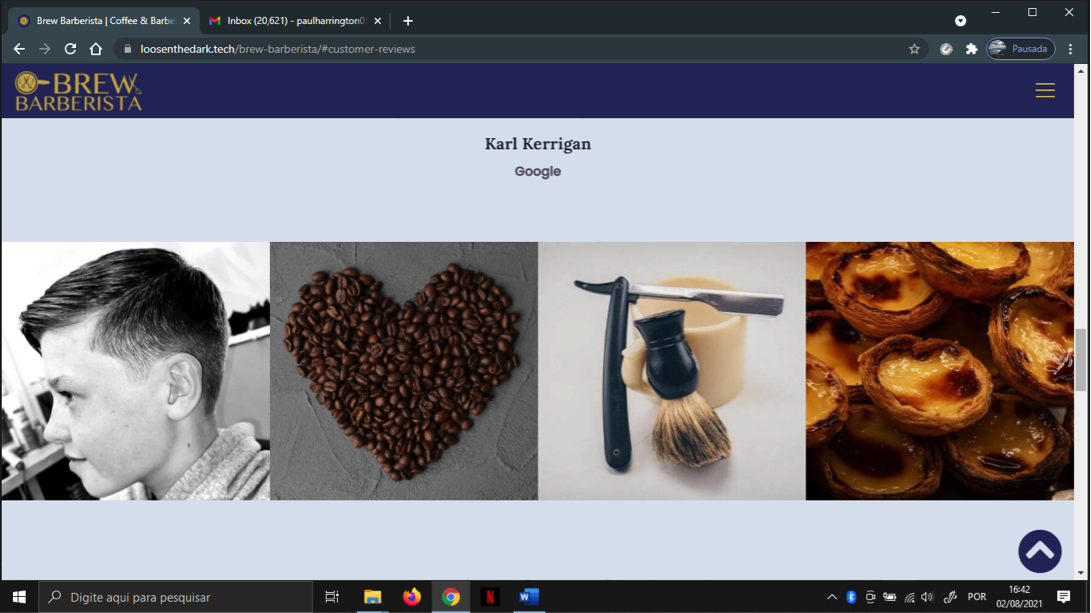 Brew Barberista | Coffee & Barbe
Inbox (20,621) - paulharrington05
loosenthedark.tech/brew-barberista/#customer-reviews
Pausada
BREW
BARBERISTA
Karl Kerrigan
Google
Digite aqui para pesquisar
N
W
POR
16:42
02/08/2021